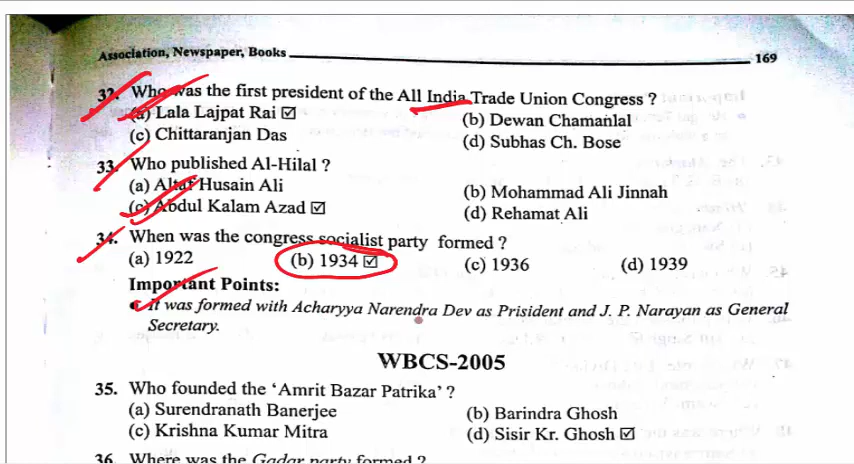 Association, Newspaper, Books 169
32. Who was the first president of the All India Trade Union Congress ?
(a) Lala Lajpat Rai ☑ (b) Dewan Chamanlal
(c) Chittaranjan Das (d) Subhas Ch. Bose
33. Who published Al-Hilal ?
(a) Altaf Husain Ali (b) Mohammad Ali Jinnah
(c) Abdul Kalam Azad ☑ (d) Rehamat Ali
34. When was the congress socialist party formed ?
(a) 1922 (b) 1934 ☑ (c) 1936 (d) 1939
Important Points:
• It was formed with Acharyya Narendra Dev as Prisident and J. P. Narayan as General
Secretary.
WBCS-2005
35. Who founded the ‘Amrit Bazar Patrika’ ?
(a) Surendranath Banerjee (b) Barindra Ghosh
(c) Krishna Kumar Mitra (d) Sisir Kr. Ghosh ☑
36. Where was the Gadar party formed ?